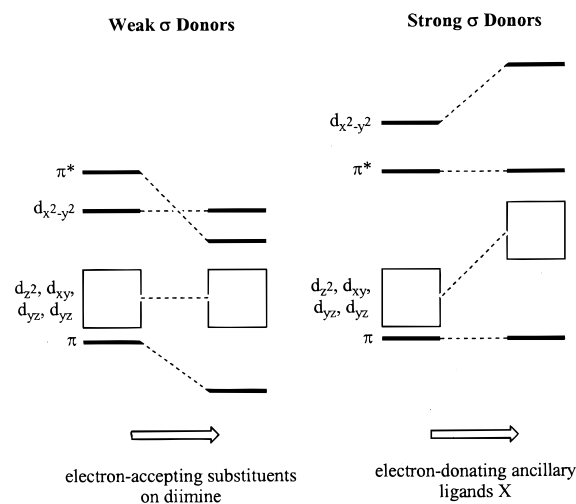 Weak σ Donors
π*
dx²-y²
dz², dxy,
dyz, dyz
π
electron-accepting substituents
on diimine
Strong σ Donors
dx²-y²
π*
dz², dxy,
dyz, dyz
π
electron-donating ancillary
ligands X